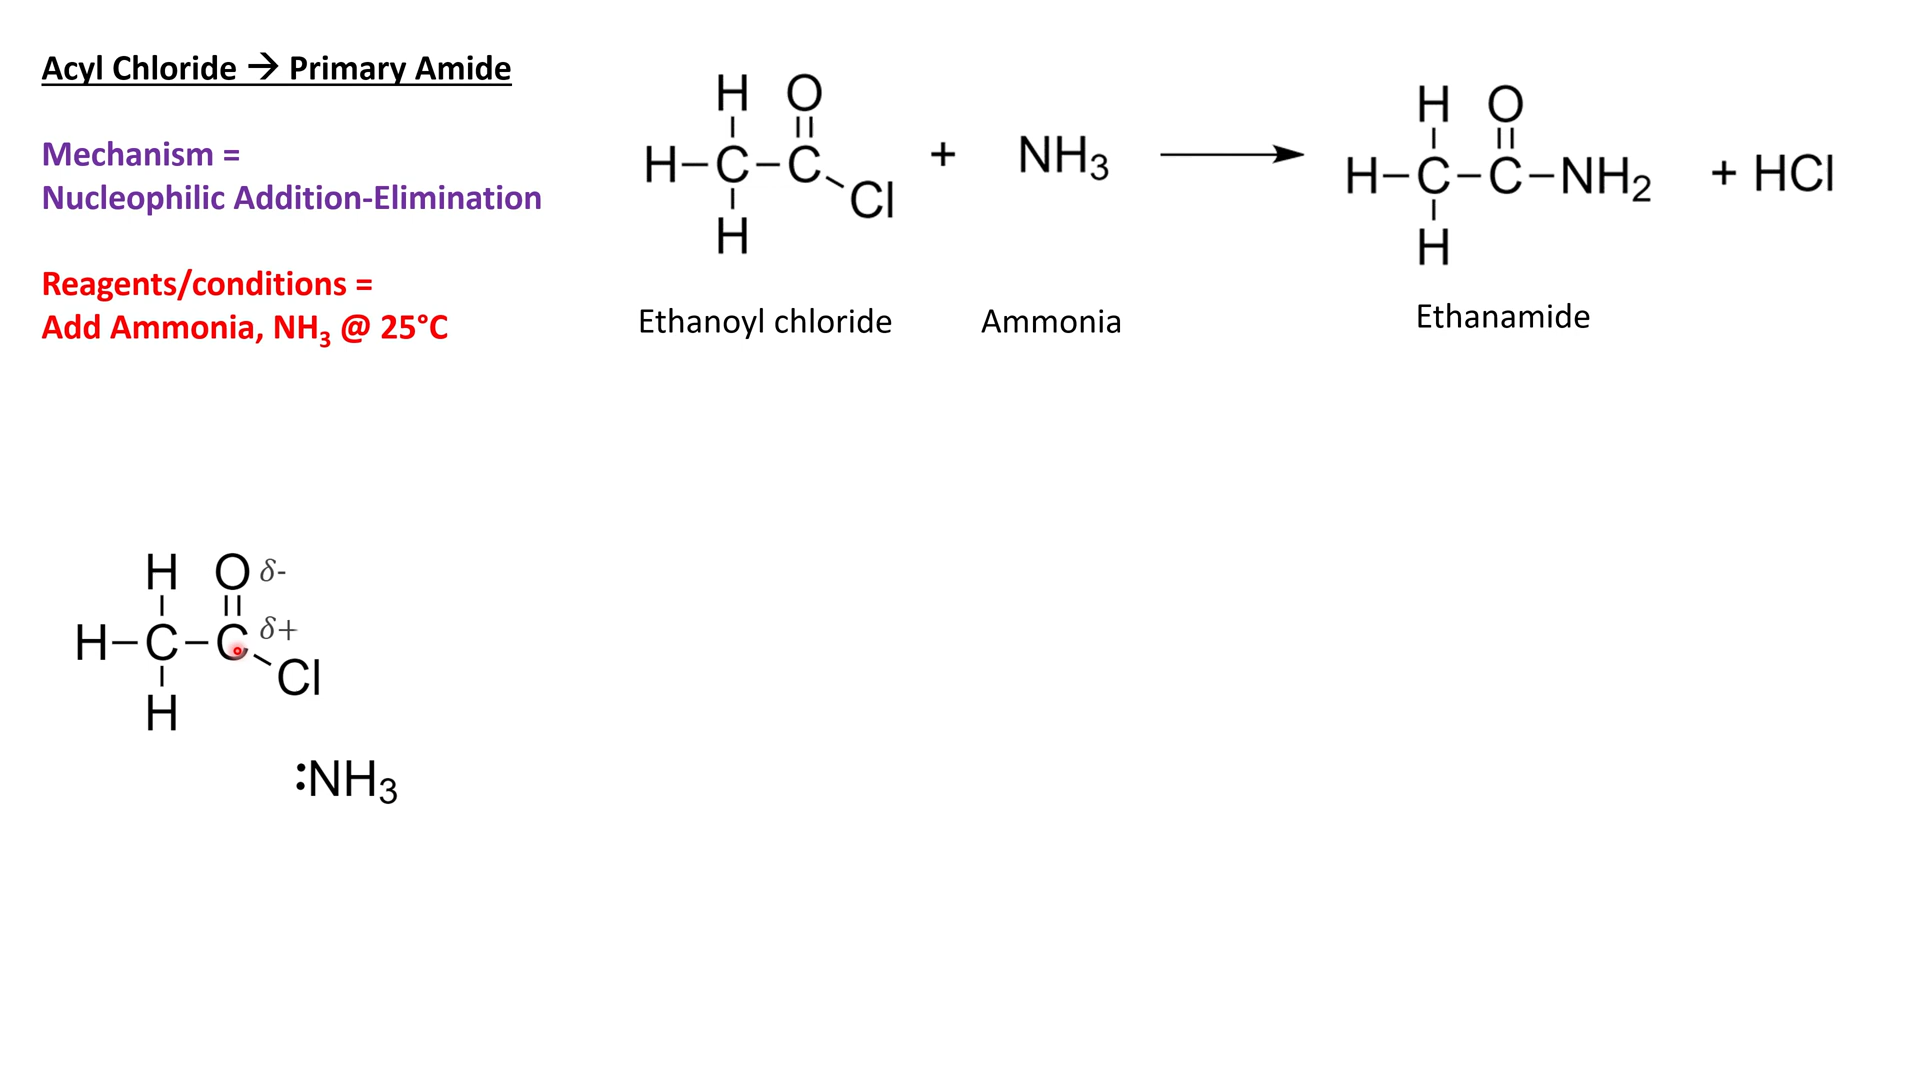 Acyl Chloride → Primary Amide
Mechanism =
Nucleophilic Addition-Elimination
Reagents/conditions =
Add Ammonia, NH₃ @ 25°C
H O
H–C–C
Cl
H
+ NH₃
H O
H–C–C–NH₂
H
+ HCl
Ethanoyl chloride
Ammonia
Ethanamide
H O δ-
H–C–C δ+
Cl
H
:NH₃